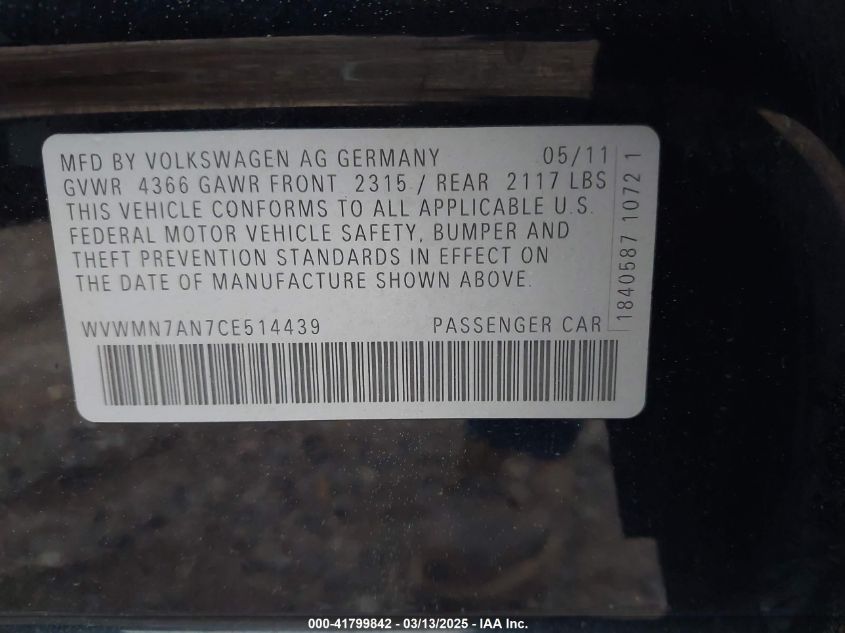 MFD BY VOLKSWAGEN AG GERMANY 05/11
GVWR 4366 GAWR FRONT 2315 / REAR 2117 LBS
THIS VEHICLE CONFORMS TO ALL APPLICABLE U.S.
FEDERAL MOTOR VEHICLE SAFETY, BUMPER AND
THEFT PREVENTION STANDARDS IN EFFECT ON
THE DATE OF MANUFACTURE SHOWN ABOVE.
WVWMN7AN7CE514439 PASSENGER CAR
1840587 1072 1
000-41799842 - 03/13/2025 - IAA Inc.